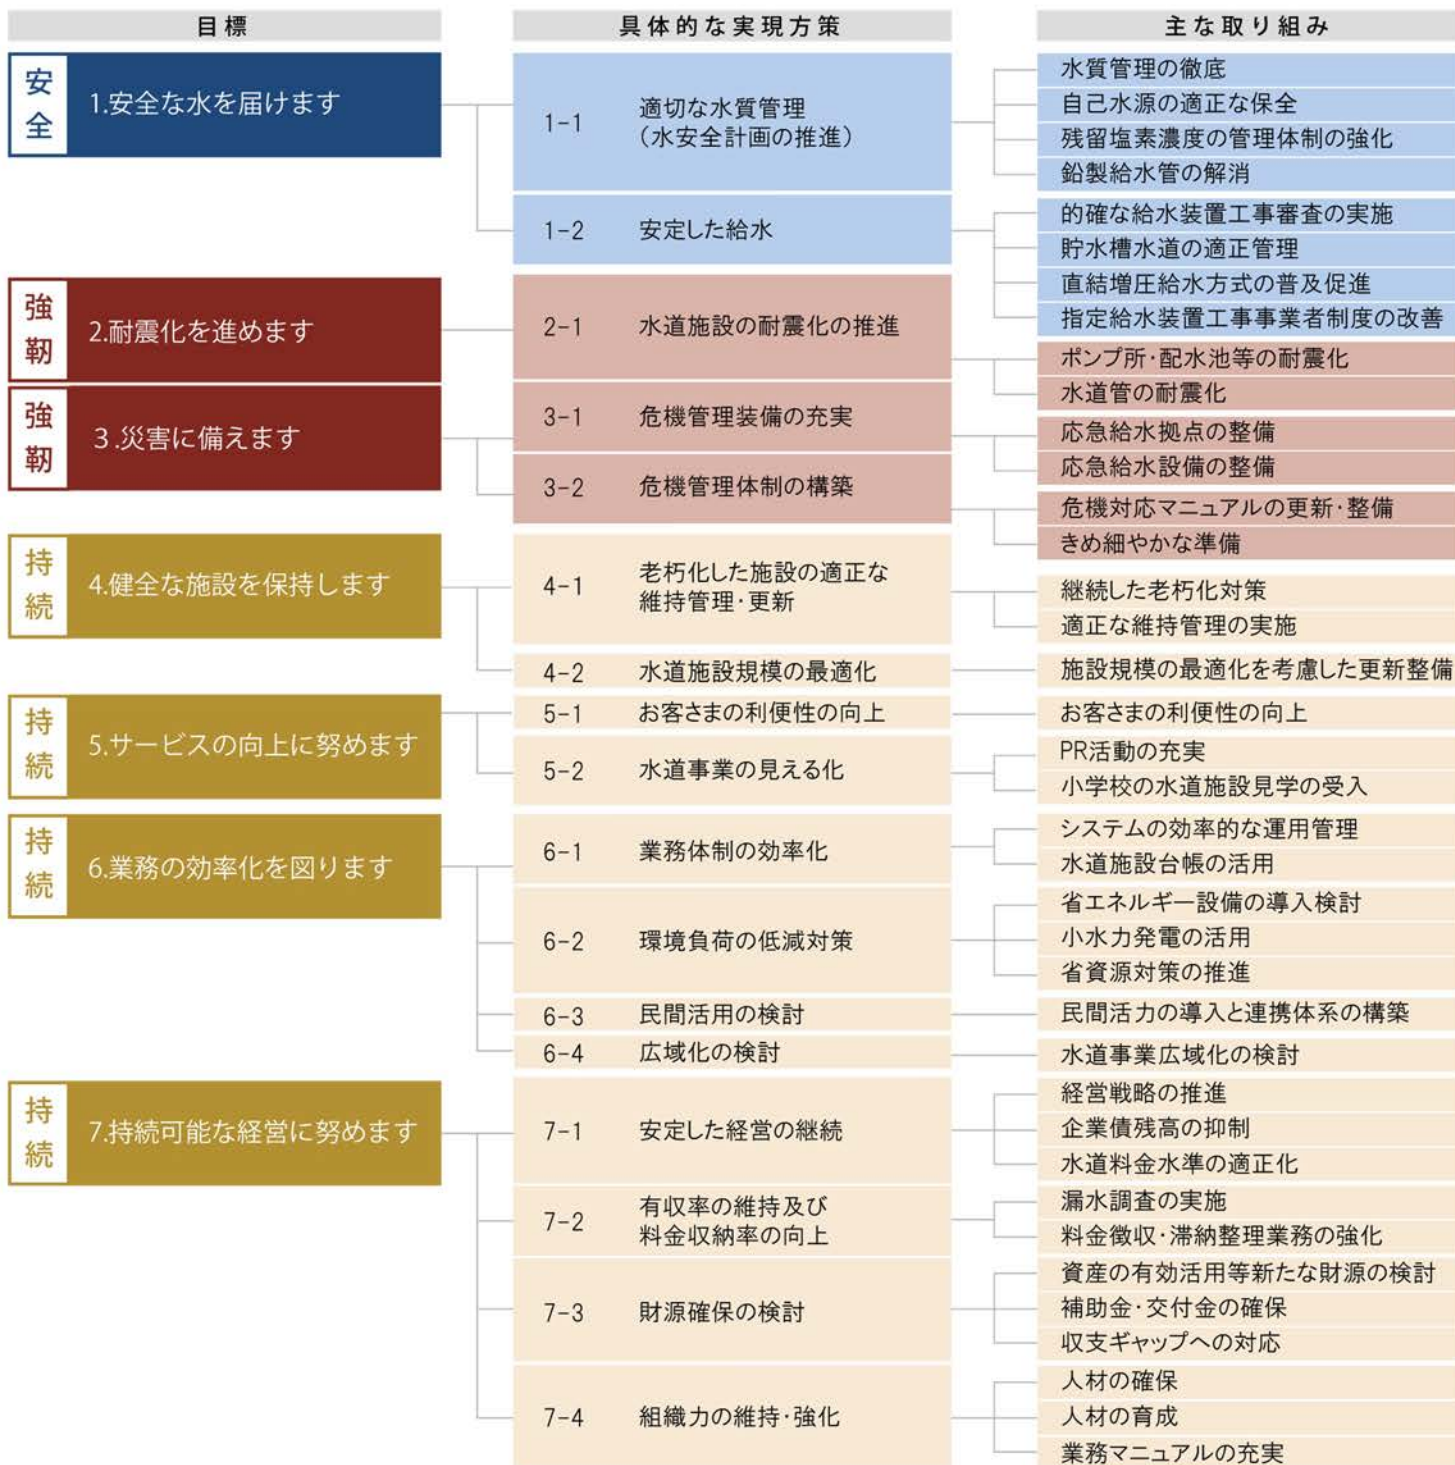 目標
具体的な実現方策
主な取り組み
安全
1.安全な水を届けます
1-1
適切な水質管理
（水安全計画の推進）
水質管理の徹底
自己水源の適正な保全
残留塩素濃度の管理体制の強化
鉛製給水管の解消
1-2
安定した給水
的確な給水装置工事審査の実施
貯水槽水道の適正管理
直結増圧給水方式の普及促進
指定給水装置工事事業者制度の改善
強靭
2.耐震化を進めます
2-1
水道施設の耐震化の推進
ポンプ所・配水池等の耐震化
水道管の耐震化
強靭
3.災害に備えます
3-1
危機管理装備の充実
応急給水拠点の整備
応急給水設備の整備
3-2
危機管理体制の構築
危機対応マニュアルの更新・整備
きめ細やかな準備
持続
4.健全な施設を保持します
4-1
老朽化した施設の適正な
維持管理・更新
継続した老朽化対策
適正な維持管理の実施
4-2
水道施設規模の最適化
施設規模の最適化を考慮した更新整備
持続
5.サービスの向上に努めます
5-1
お客さまの利便性の向上
お客さまの利便性の向上
5-2
水道事業の見える化
PR活動の充実
小学校の水道施設見学の受入
持続
6.業務の効率化を図ります
6-1
業務体制の効率化
システムの効率的な運用管理
水道施設台帳の活用
6-2
環境負荷の低減対策
省エネルギー設備の導入検討
小水力発電の活用
省資源対策の推進
6-3
民間活用の検討
民間活力の導入と連携体系の構築
6-4
広域化の検討
水道事業広域化の検討
持続
7.持続可能な経営に努めます
7-1
安定した経営の継続
経営戦略の推進
企業債残高の抑制
水道料金水準の適正化
7-2
有収率の維持及び
料金収納率の向上
漏水調査の実施
料金徴収・滞納整理業務の強化
7-3
財源確保の検討
資産の有効活用等新たな財源の検討
補助金・交付金の確保
収支ギャップへの対応
7-4
組織力の維持・強化
人材の確保
人材の育成
業務マニュアルの充実